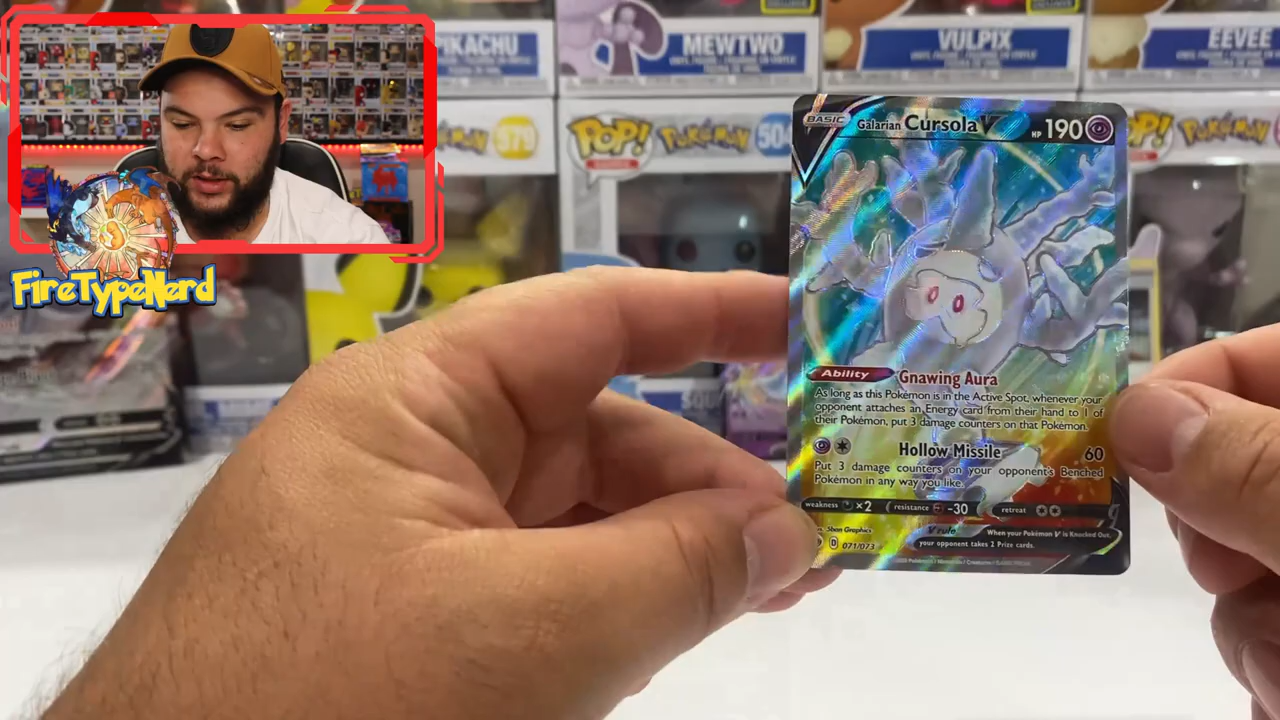 PIKACHU
MEWTWO
VULPIX
EEVEE
979
POP!
POKéMON
504
POP!
POKéMON
FireTypeNerd
BASIC
Galarian Cursola V
HP 190
Ability
Gnawing Aura
As long as this Pokémon is in the Active Spot, whenever your
opponent attaches an Energy card from their hand to 1 of
their Pokémon, put 3 damage counters on that Pokémon.
Hollow Missile 60
Put 3 damage counters on your opponent's Benched
Pokémon in any way you like.
weakness ×2 resistance -30 retreat
5ban Graphics
D 071/073
V rule
When your Pokémon V is Knocked Out,
your opponent takes 2 Prize cards.